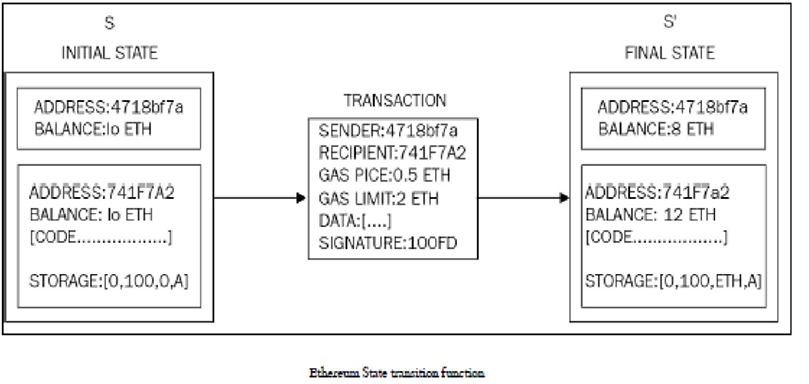 S
INITIAL STATE
ADDRESS:4718bf7a
BALANCE:lo ETH
ADDRESS:741F7A2
BALANCE: lo ETH
[CODE..................]
STORAGE:[0,100,0,A]
TRANSACTION
SENDER:4718bf7a
RECIPIENT:741F7A2
GAS PICE:0.5 ETH
GAS LIMIT:2 ETH
DATA:[....]
SIGNATURE:100FD
S'
FINAL STATE
ADDRESS:4718bf7a
BALANCE:8 ETH
ADDRESS:741F7a2
BALANCE: 12 ETH
[CODE..................]
STORAGE:[0,100,ETH,A]
Ethereum State transition function